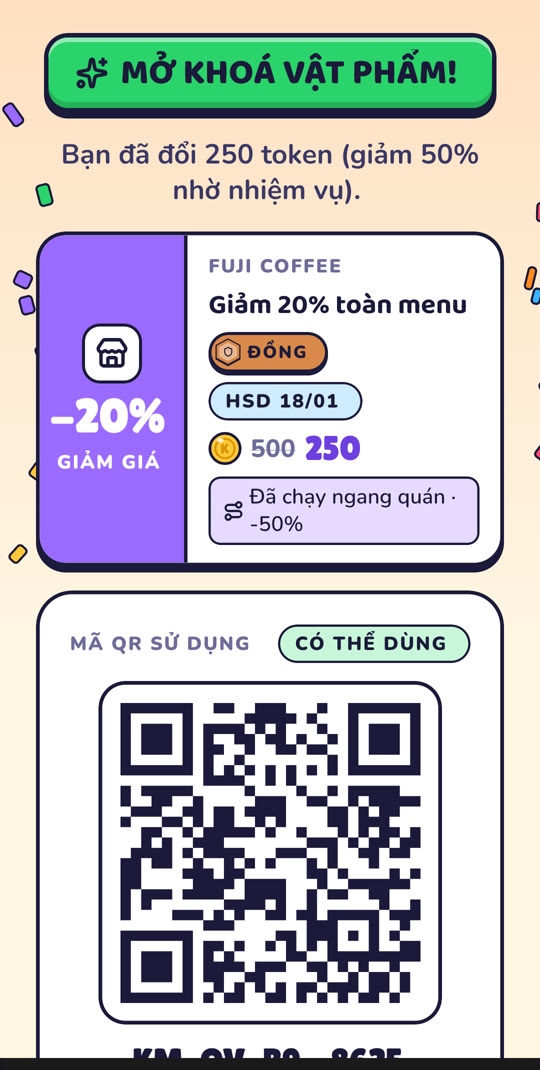 MỞ KHOÁ VẬT PHẨM!
Bạn đã đổi 250 token (giảm 50%
nhờ nhiệm vụ).
FUJI COFFEE
Giảm 20% toàn menu
ĐỒNG
HSD 18/01
K 500 250
Đã chạy ngang quán ·
-50%
–20%
GIẢM GIÁ
MÃ QR SỬ DỤNG
CÓ THỂ DÙNG